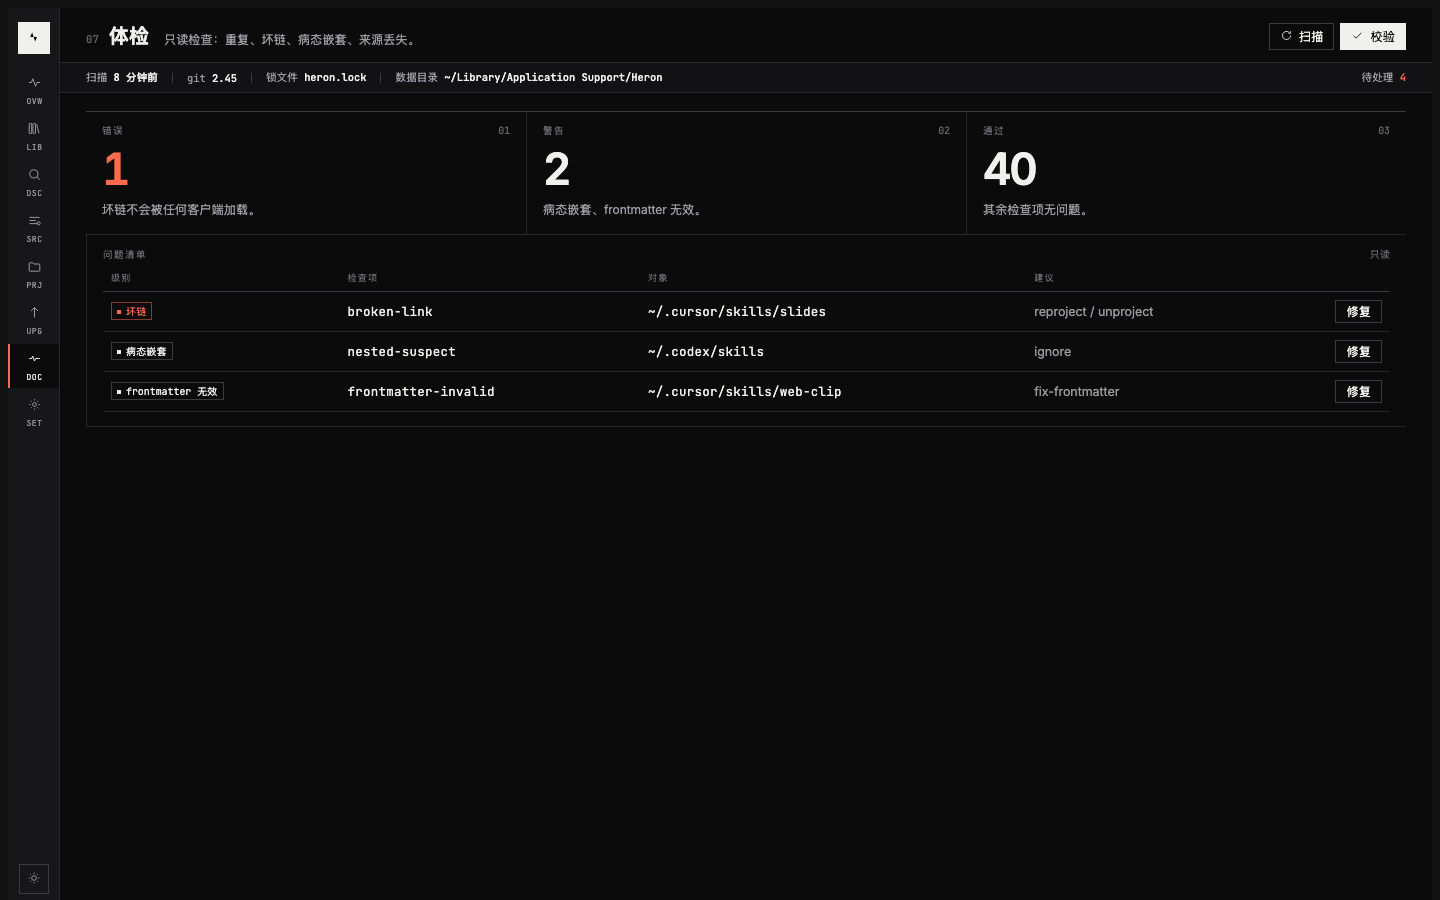 07 体检 只读检查：重复、坏链、病态嵌套、来源丢失。
扫描
校验
扫描 8 分钟前
git 2.45
锁文件 heron.lock
数据目录 ~/Library/Application Support/Heron
待处理 4
OVW
LIB
DSC
SRC
PRJ
UPG
DOC
SET
错误 01
1
坏链不会被任何客户端加载。
警告 02
2
病态嵌套、frontmatter 无效。
通过 03
40
其余检查项无问题。
问题清单 只读
级别 检查项 对象 建议
坏链 broken-link ~/.cursor/skills/slides reproject / unproject 修复
病态嵌套 nested-suspect ~/.codex/skills ignore 修复
frontmatter 无效 frontmatter-invalid ~/.cursor/skills/web-clip fix-frontmatter 修复